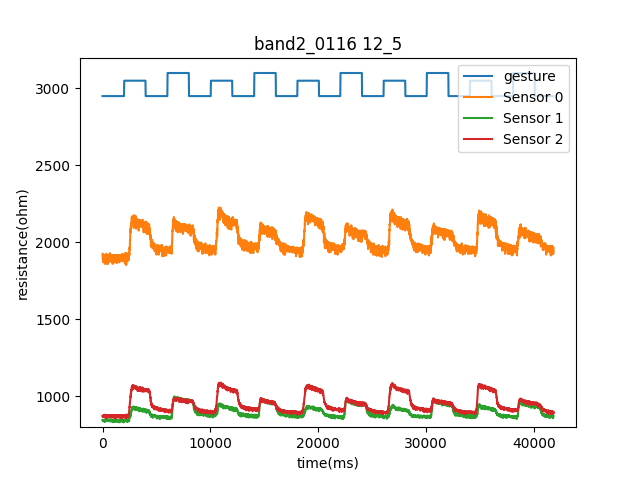 band2_0116 12_5
gesture
Sensor 0
Sensor 1
Sensor 2
3000
2500
2000
1500
1000
resistance(ohm)
0
10000
20000
30000
40000
time(ms)